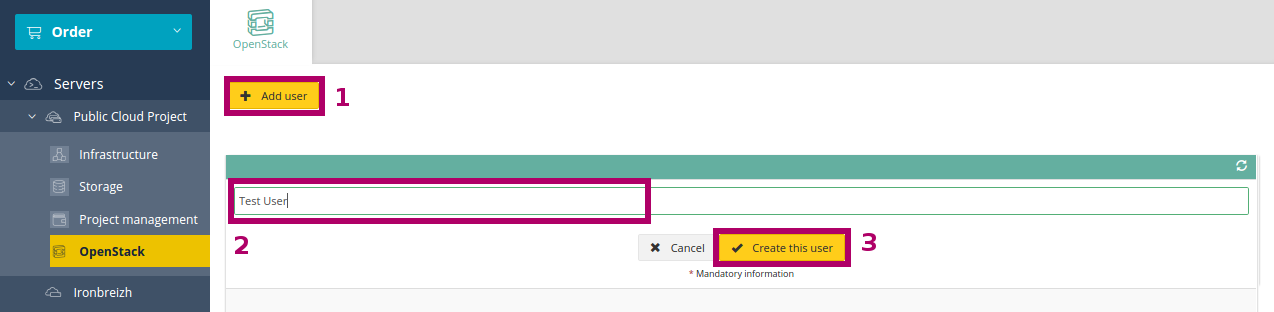 Order
Servers
Public Cloud Project
Infrastructure
Storage
Project management
OpenStack
Ironbreizh
OpenStack
Add user 1
Test User
2
Cancel Create this user 3
* Mandatory information